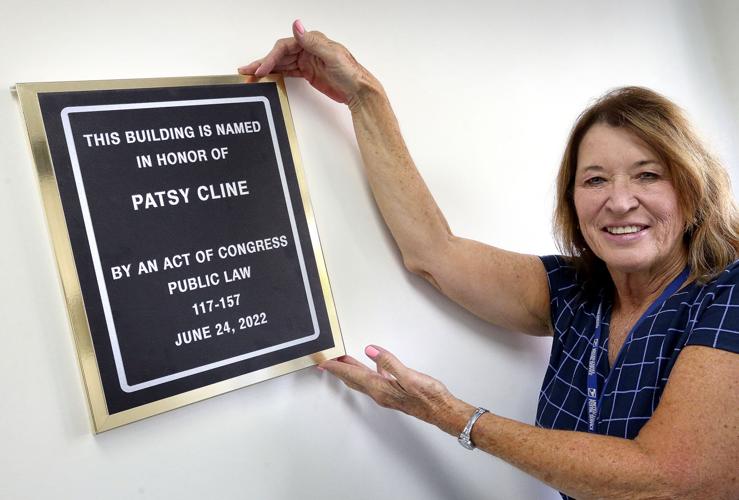 THIS BUILDING IS NAMED
IN HONOR OF
PATSY CLINE
BY AN ACT OF CONGRESS
PUBLIC LAW
117-157
JUNE 24, 2022